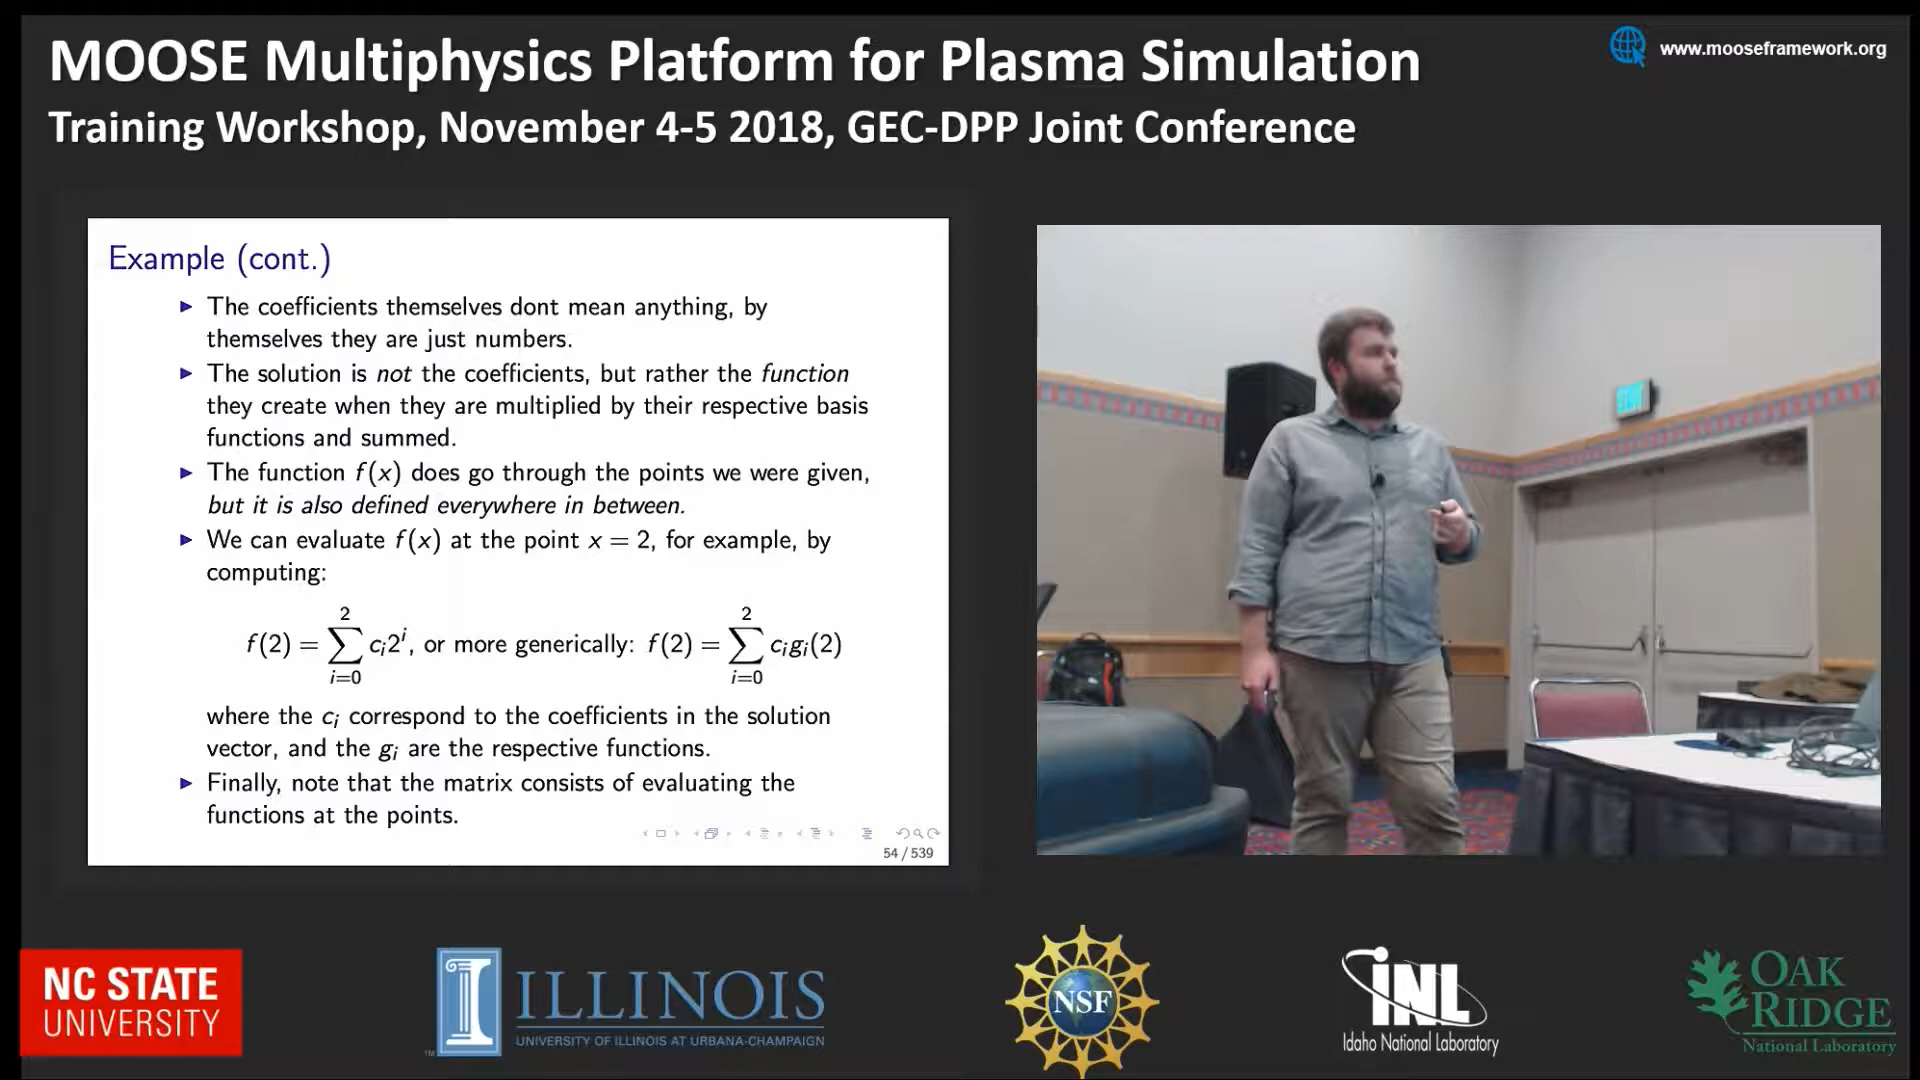 MOOSE Multiphysics Platform for Plasma Simulation
www.mooseframework.org
Training Workshop, November 4-5 2018, GEC-DPP Joint Conference
Example (cont.)
▶ The coefficients themselves dont mean anything, by
themselves they are just numbers.
▶ The solution is not the coefficients, but rather the function
they create when they are multiplied by their respective basis
functions and summed.
▶ The function f(x) does go through the points we were given,
but it is also defined everywhere in between.
▶ We can evaluate f(x) at the point x = 2, for example, by
computing:
f(2) = ∑_{i=0}^{2} c_i 2^i, or more generically: f(2) = ∑_{i=0}^{2} c_i g_i(2)
where the c_i correspond to the coefficients in the solution
vector, and the g_i are the respective functions.
▶ Finally, note that the matrix consists of evaluating the
functions at the points.
54 / 539
EXIT
NC STATE
UNIVERSITY
I ILLINOIS
UNIVERSITY OF ILLINOIS AT URBANA-CHAMPAIGN
TM
NSF
INL
Idaho National Laboratory
OAK
RIDGE
National Laboratory